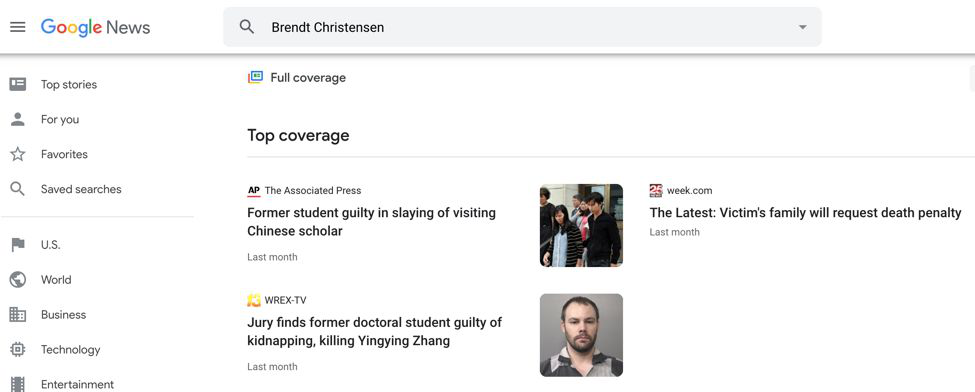 Google News
Brendt Christensen
Full coverage
Top stories
For you
Favorites
Saved searches
U.S.
World
Business
Technology
Entertainment
Top coverage
AP The Associated Press
Former student guilty in slaying of visiting
Chinese scholar
Last month
25 week.com
The Latest: Victim's family will request death penalty
Last month
13 WREX-TV
Jury finds former doctoral student guilty of
kidnapping, killing Yingying Zhang
Last month